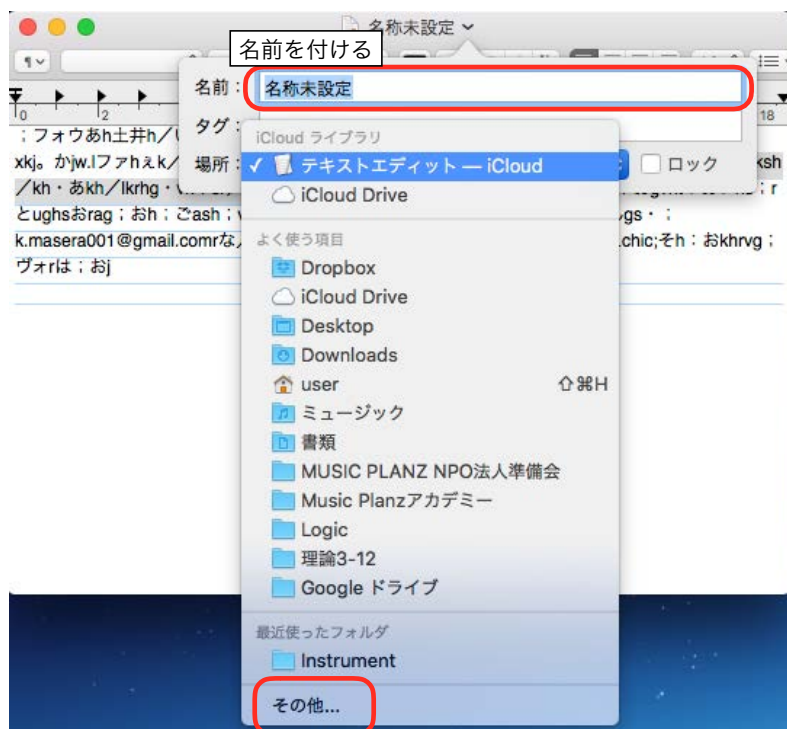 名称未設定
名前を付ける
名前: 名称未設定
0 2 18
;フォウあh土井h/
タグ:
iCloud ライブラリ
xkj。かjw.lファhぇk/
場所: ✓ テキストエディット — iCloud
ロック
ksh
/kh・あkh/lkrhg・
iCloud Drive
とughsおrag;おh;ごash;
gs・;
k.masera001@gmail.comrな
よく使う項目
.chic;そh:おkhrvg;
ヴォrは;おj
Dropbox
iCloud Drive
Desktop
Downloads
user ⇧⌘H
ミュージック
書類
MUSIC PLANZ NPO法人準備会
Music Planzアカデミー
Logic
理論3-12
Google ドライブ
最近使ったフォルダ
Instrument
その他...